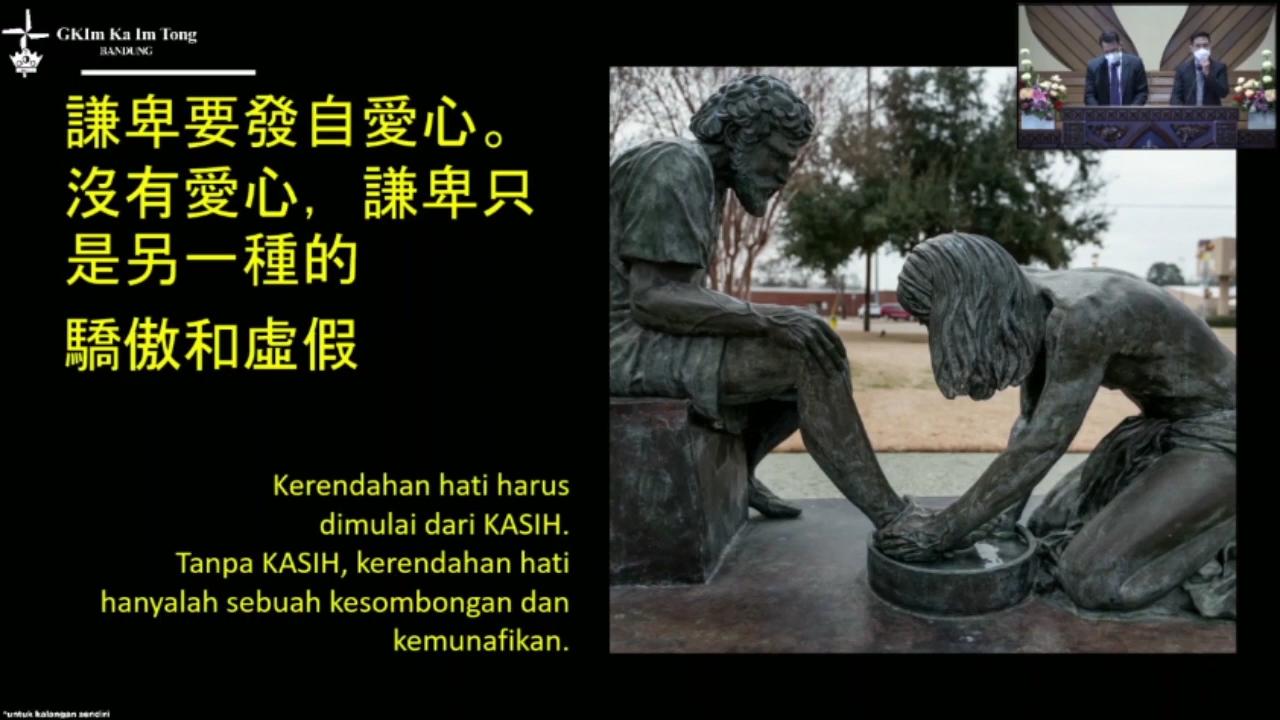 GKIm Ka Im Tong
BANDUNG
謙卑要發自愛心。
沒有愛心，謙卑只
是另一種的
驕傲和虛假
Kerendahan hati harus
dimulai dari KASIH.
Tanpa KASIH, kerendahan hati
hanyalah sebuah kesombongan dan
kemunafikan.
*untuk kalangan sendiri